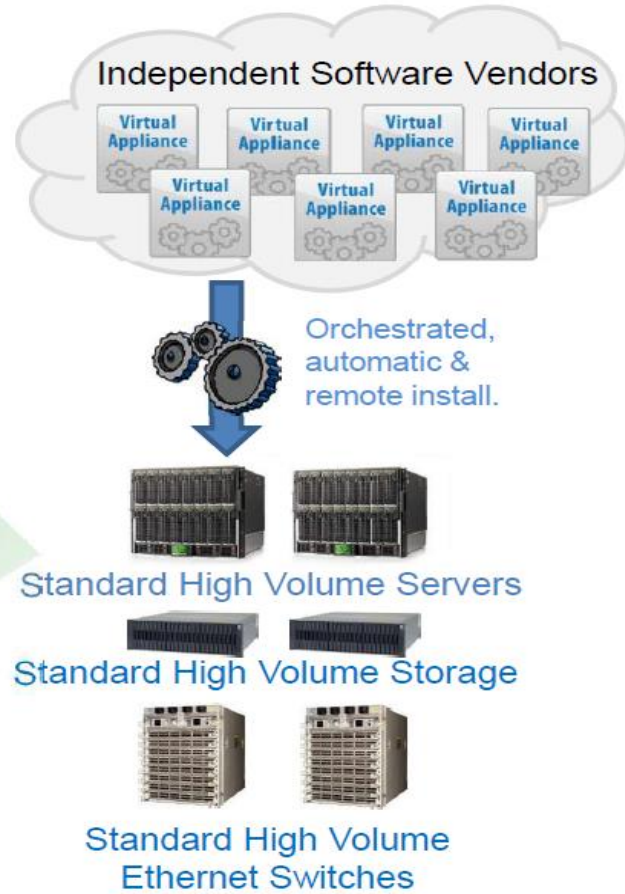 Independent Software Vendors
Virtual
Appliance
Virtual
Appliance
Virtual
Appliance
Virtual
Appliance
Virtual
Appliance
Virtual
Appliance
Virtual
Appliance
Orchestrated,
automatic &
remote install.
Standard High Volume Servers
Standard High Volume Storage
Standard High Volume
Ethernet Switches